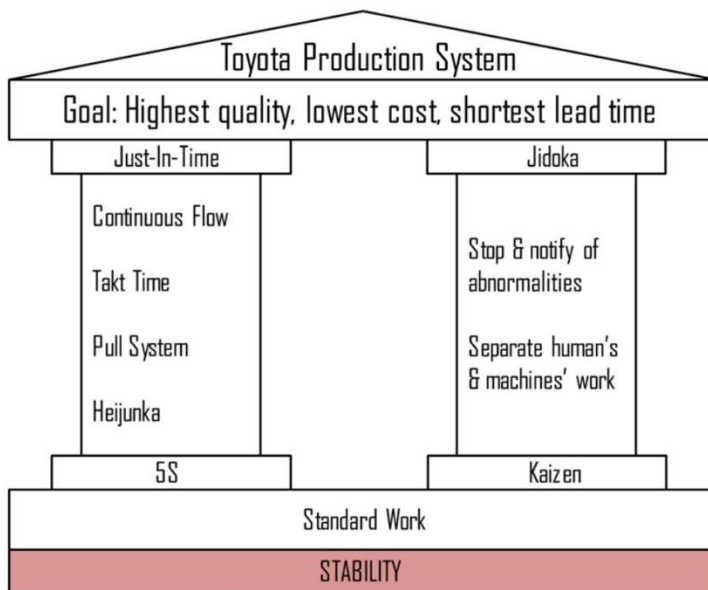 Toyota Production System
Goal: Highest quality, lowest cost, shortest lead time
Just-In-Time
Continuous Flow
Takt Time
Pull System
Heijunka
5S
Jidoka
Stop & notify of
abnormalities
Separate human's
& machines' work
Kaizen
Standard Work
STABILITY